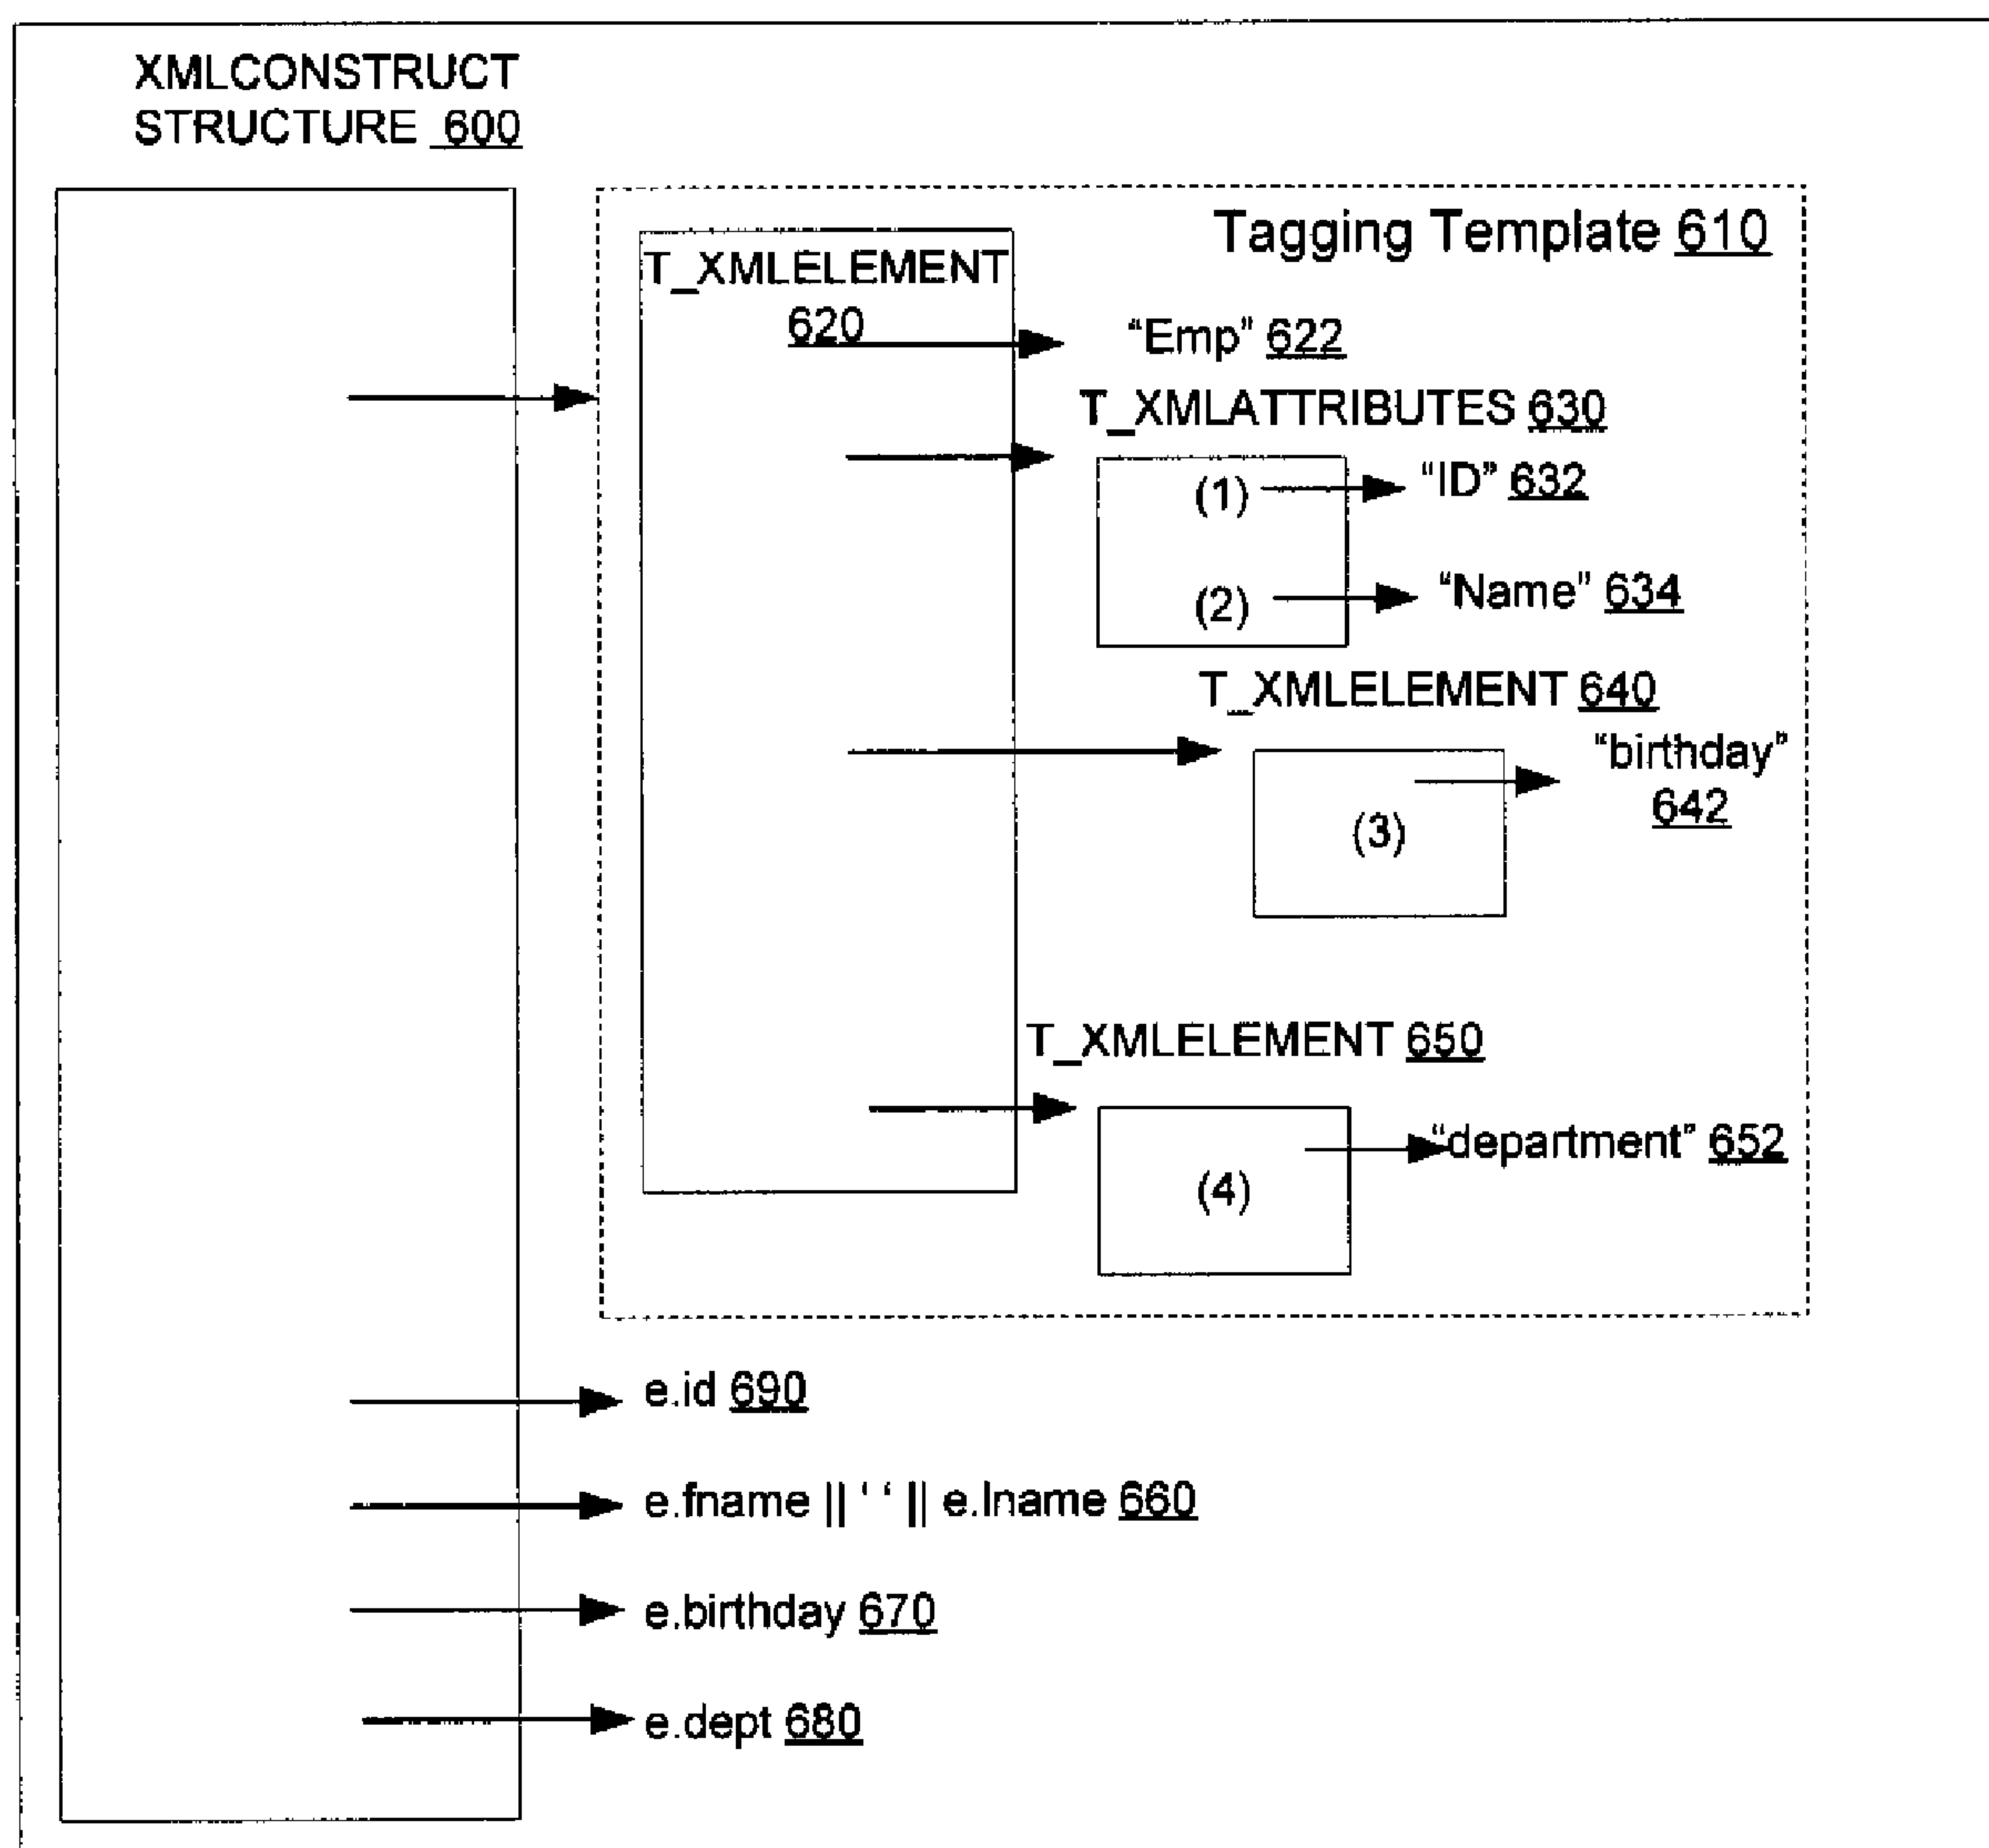 XMLCONSTRUCT
STRUCTURE 600
Tagging Template 610
T_XMLELEMENT
620
“Emp” 622
T_XMLATTRIBUTES 630
(1)
“ID” 632
(2)
“Name” 634
T_XMLELEMENT 640
“birthday”
642
(3)
T_XMLELEMENT 650
“department” 652
(4)
e.id 690
e.fname || ‘ ‘ || e.lname 660
e.birthday 670
e.dept 680